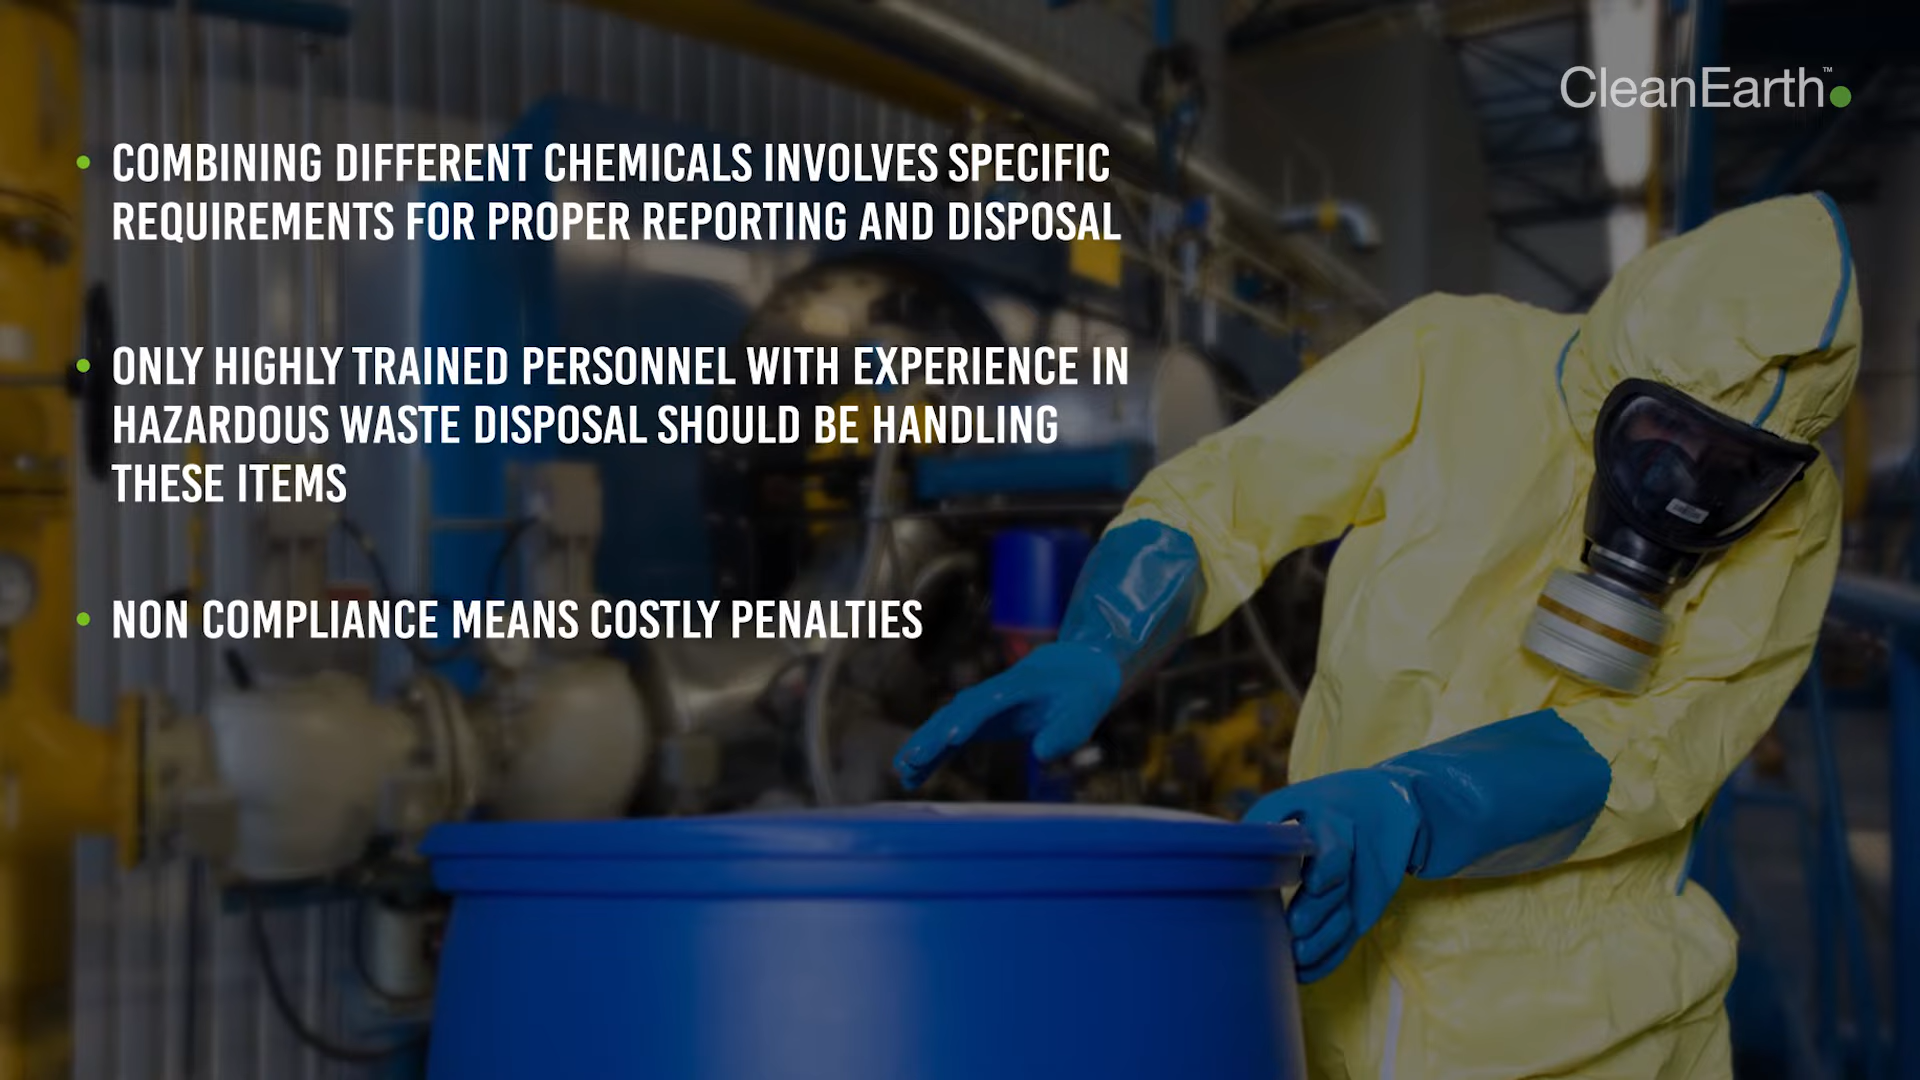 CleanEarth™
• COMBINING DIFFERENT CHEMICALS INVOLVES SPECIFIC
REQUIREMENTS FOR PROPER REPORTING AND DISPOSAL
• ONLY HIGHLY TRAINED PERSONNEL WITH EXPERIENCE IN
HAZARDOUS WASTE DISPOSAL SHOULD BE HANDLING
THESE ITEMS
• NON COMPLIANCE MEANS COSTLY PENALTIES